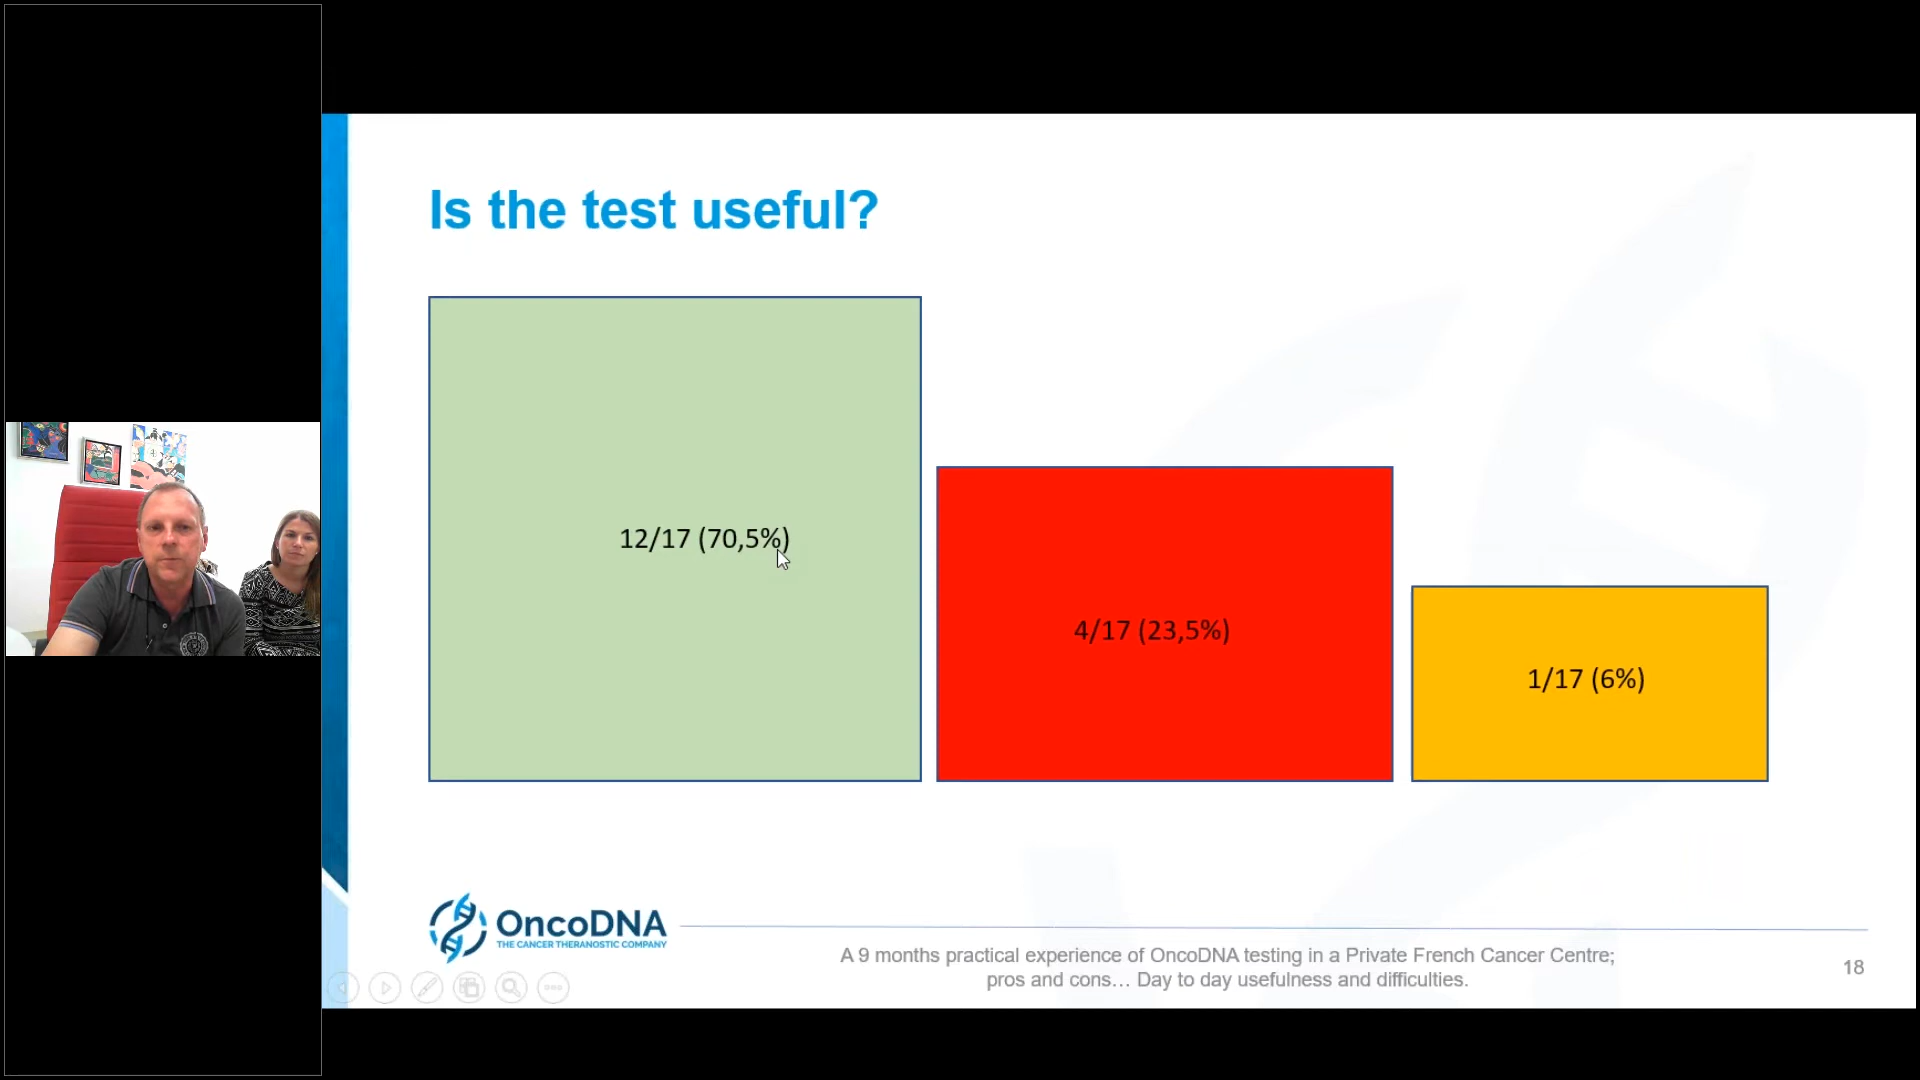 Is the test useful?
12/17 (70,5%)
4/17 (23,5%)
1/17 (6%)
OncoDNA
THE CANCER THERANOSTIC COMPANY
A 9 months practical experience of OncoDNA testing in a Private French Cancer Centre;
pros and cons… Day to day usefulness and difficulties.
18